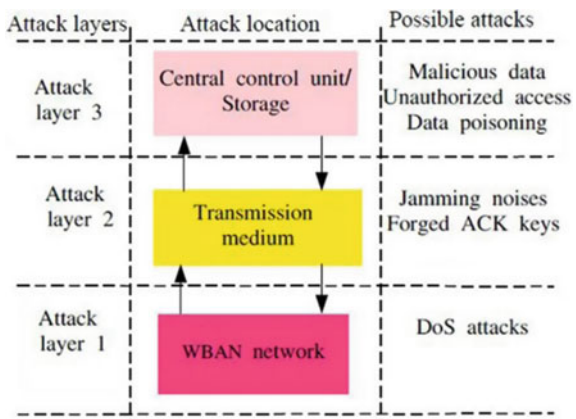 Attack layers Attack location Possible attacks
Attack layer 3
Central control unit/
Storage
Malicious data
Unauthorized access
Data poisoning
Attack layer 2
Transmission
medium
Jamming noises
Forged ACK keys
Attack layer 1
WBAN network
DoS attacks